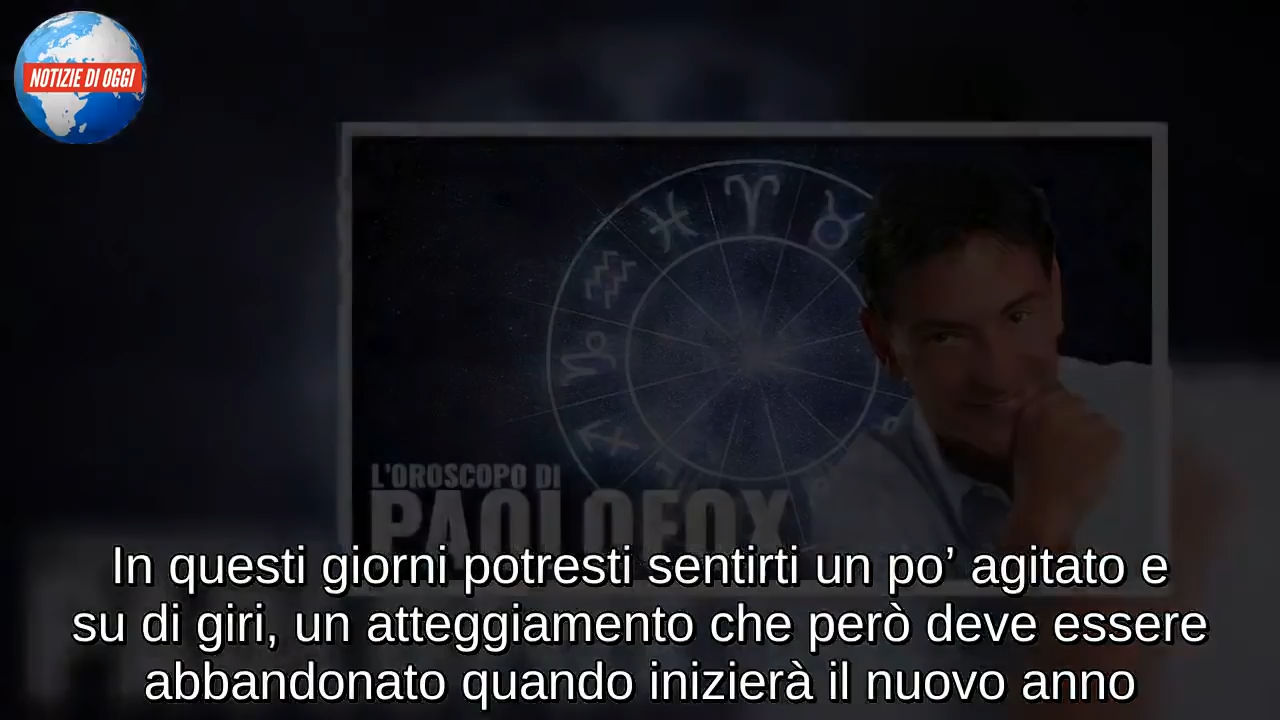 NOTIZIE DI OGGI
L'OROSCOPO DI
PAOLOFOX
In questi giorni potresti sentirti un po’ agitato e
su di giri, un atteggiamento che però deve essere
abbandonato quando inizierà il nuovo anno